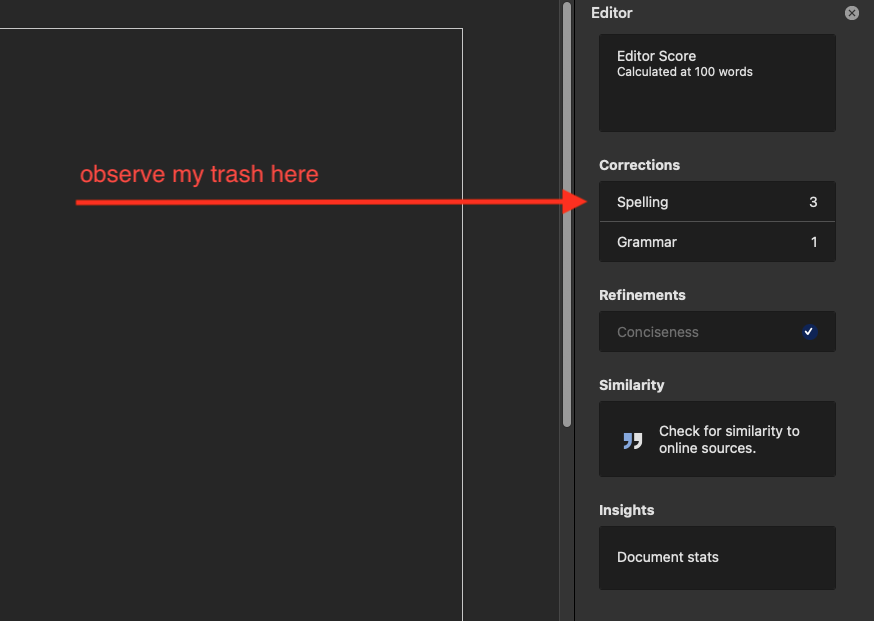 Editor
Editor Score
Calculated at 100 words
observe my trash here
Corrections
Spelling 3
Grammar 1
Refinements
Conciseness
Similarity
Check for similarity to
online sources.
Insights
Document stats